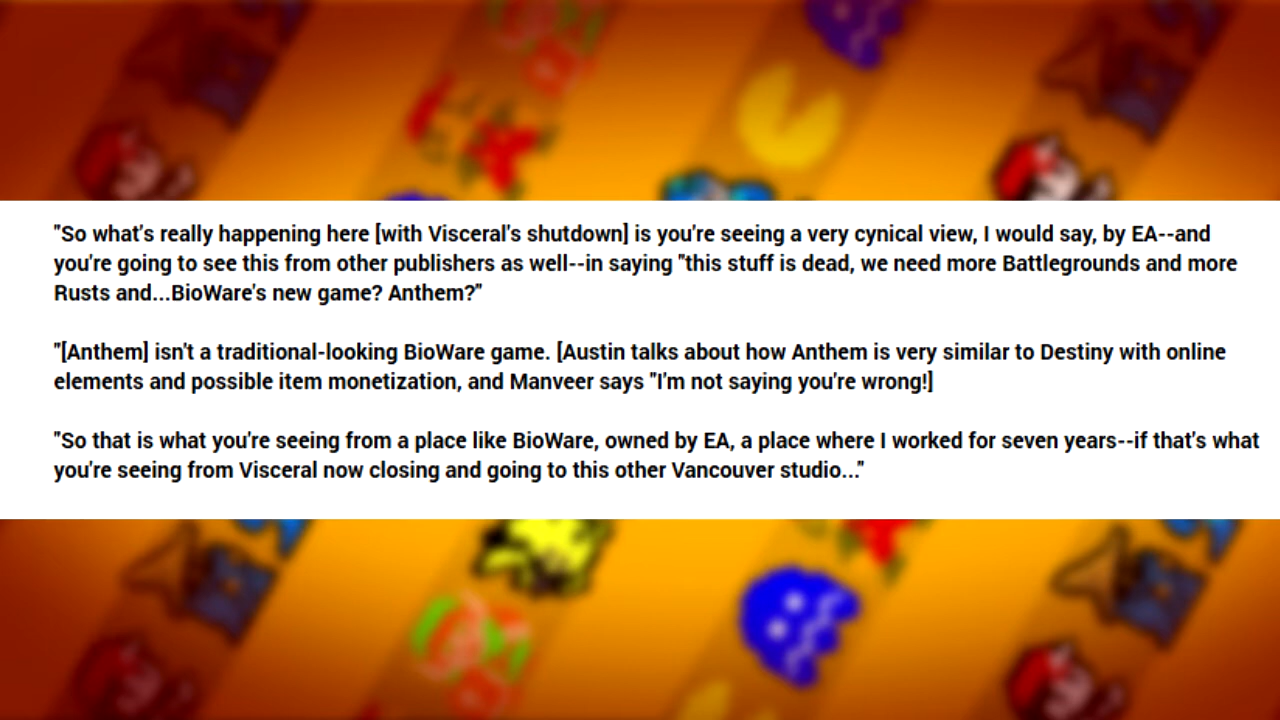 "So what's really happening here [with Visceral's shutdown] is you're seeing a very cynical view, I would say, by EA--and
you're going to see this from other publishers as well--in saying "this stuff is dead, we need more Battlegrounds and more
Rusts and...BioWare's new game? Anthem?"
"[Anthem] isn't a traditional-looking BioWare game. [Austin talks about how Anthem is very similar to Destiny with online
elements and possible item monetization, and Manveer says "I'm not saying you're wrong!]
"So that is what you're seeing from a place like BioWare, owned by EA, a place where I worked for seven years--if that's what
you're seeing from Visceral now closing and going to this other Vancouver studio..."